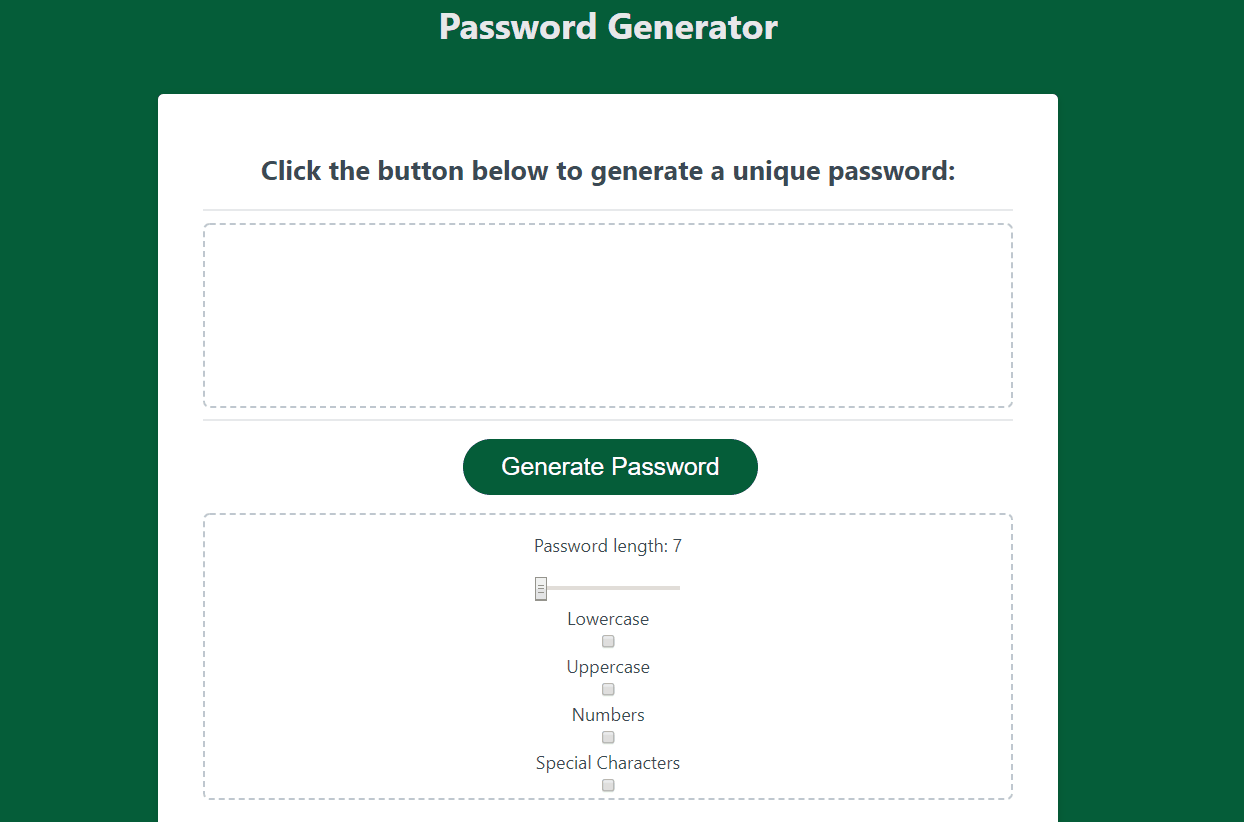 Password Generator
Click the button below to generate a unique password:
Generate Password
Password length: 7
Lowercase
Uppercase
Numbers
Special Characters